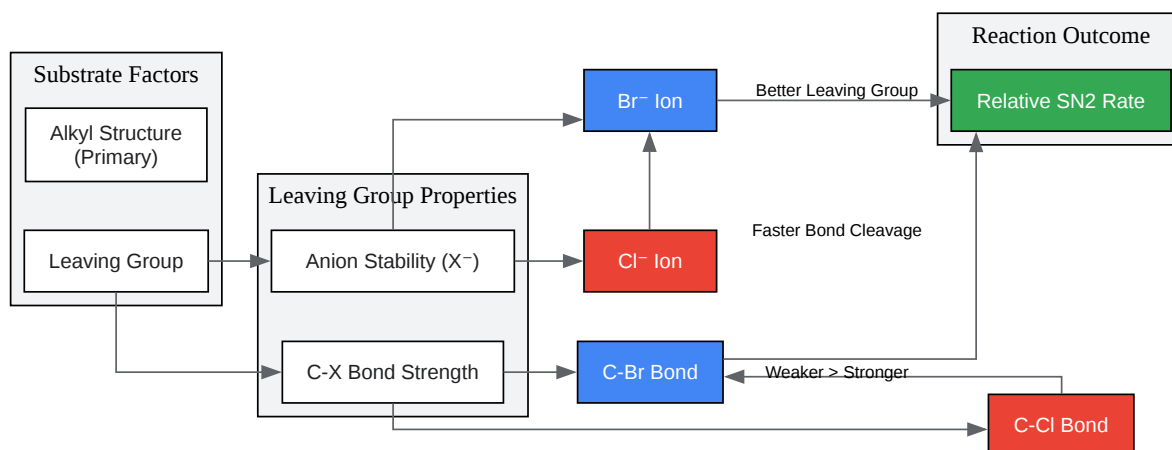 Reaction Outcome
Substrate Factors
Br⁻ Ion
Better Leaving Group
Relative SN2 Rate
Alkyl Structure
(Primary)
Leaving Group Properties
Leaving Group
Anion Stability (X⁻)
Cl⁻ Ion
Faster Bond Cleavage
C-X Bond Strength
C-Br Bond
Weaker > Stronger
C-Cl Bond